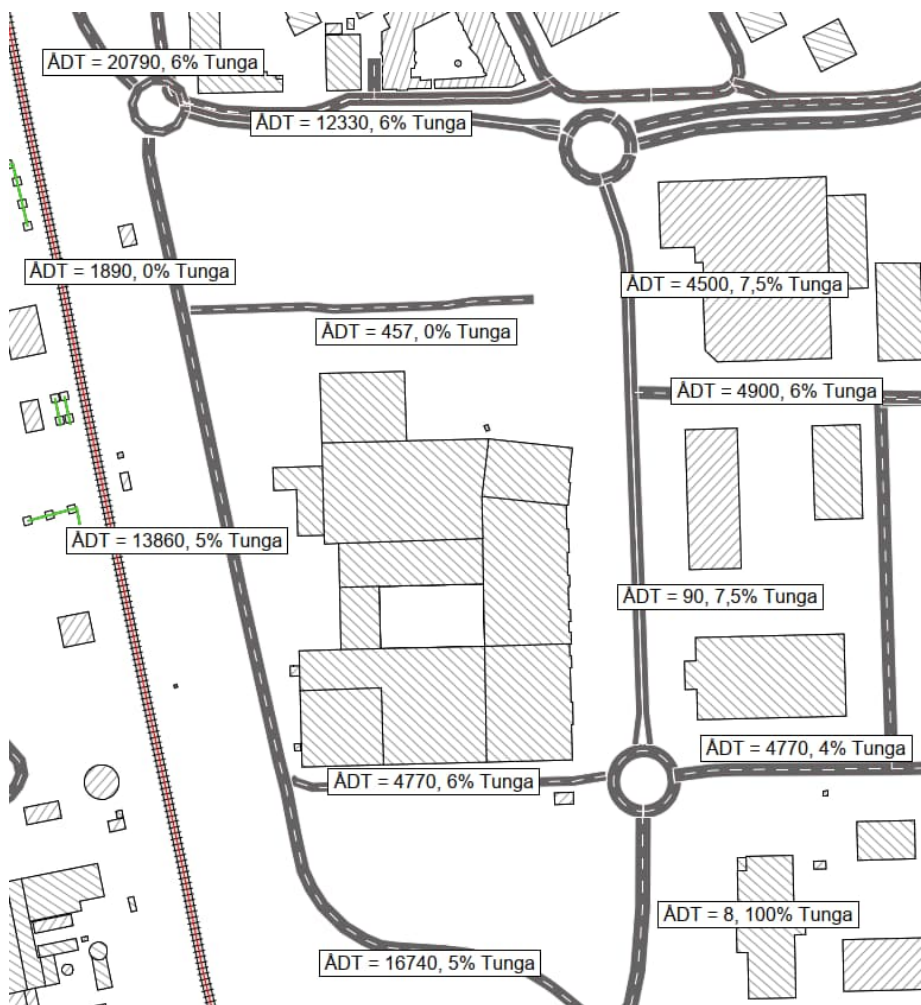 ÅDT = 20790, 6% Tunga
ÅDT = 12330, 6% Tunga
ÅDT = 1890, 0% Tunga
ÅDT = 4500, 7,5% Tunga
ÅDT = 457, 0% Tunga
ÅDT = 4900, 6% Tunga
ÅDT = 13860, 5% Tunga
ÅDT = 90, 7,5% Tunga
ÅDT = 4770, 4% Tunga
ÅDT = 4770, 6% Tunga
ÅDT = 8, 100% Tunga
ÅDT = 16740, 5% Tunga